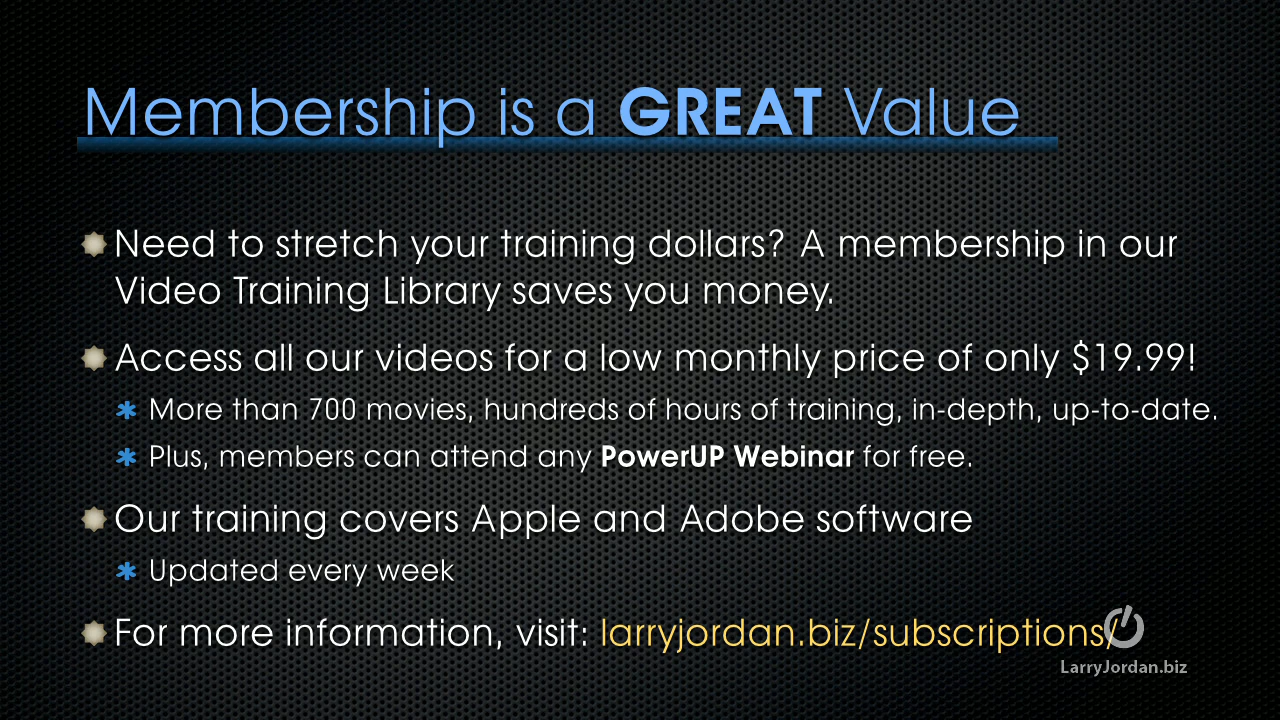 Membership is a GREAT Value
Need to stretch your training dollars? A membership in our
Video Training Library saves you money.
Access all our videos for a low monthly price of only $19.99!
More than 700 movies, hundreds of hours of training, in-depth, up-to-date.
Plus, members can attend any PowerUP Webinar for free.
Our training covers Apple and Adobe software
Updated every week
For more information, visit: larryjordan.biz/subscriptions/
LarryJordan.biz